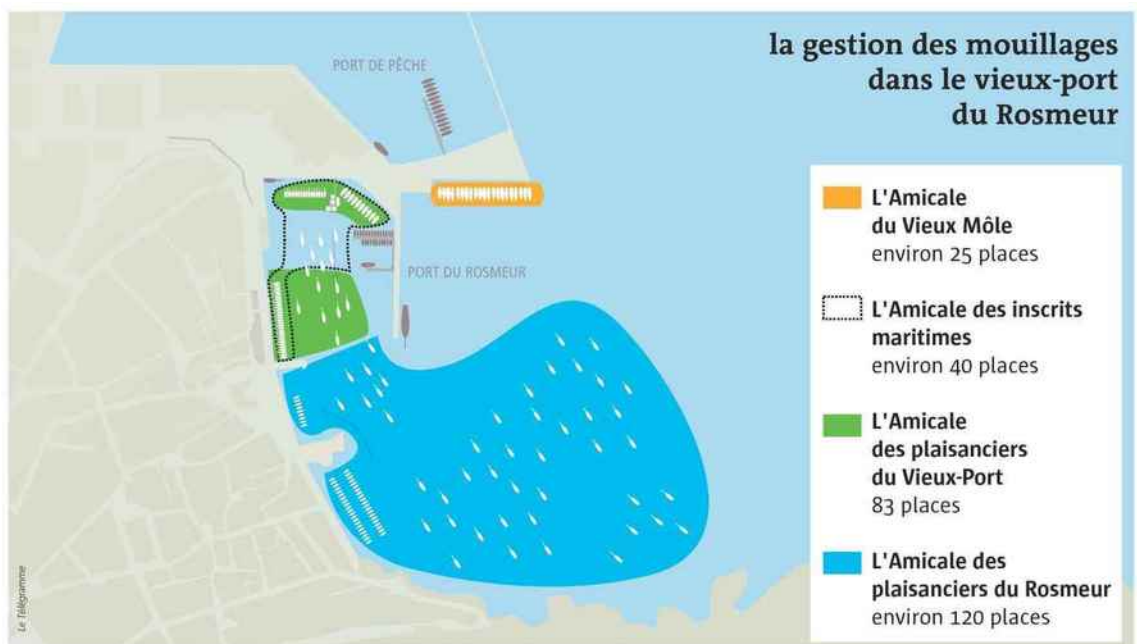 la gestion des mouillages
dans le vieux-port
du Rosmeur
PORT DE PÊCHE
PORT DU ROSMEUR
L'Amicale
du Vieux Môle
environ 25 places
L'Amicale des inscrits
maritimes
environ 40 places
L'Amicale
des plaisanciers
du Vieux-Port
83 places
L'Amicale des
plaisanciers du Rosmeur
environ 120 places
Le Télégramme